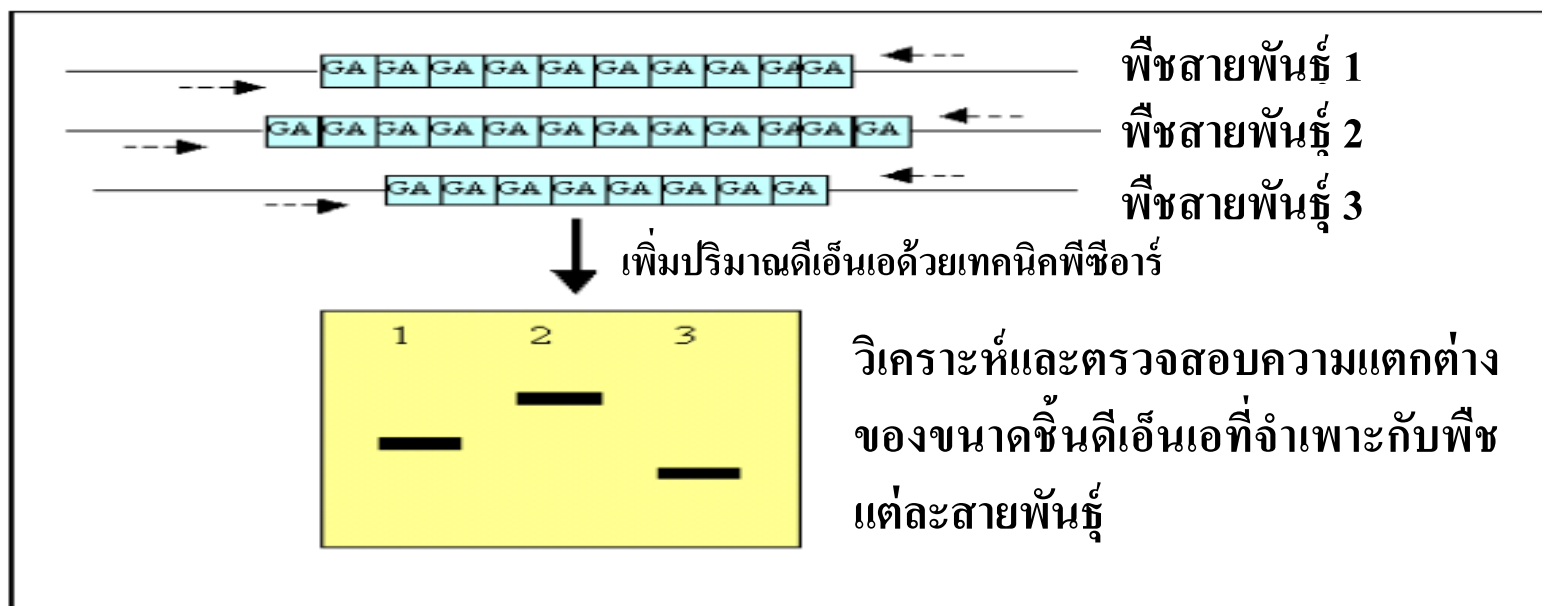 GA GA GA GA GA GA GA GA GA GA พืชสายพันธุ์ 1
GA GA GA GA GA GA GA GA GA GA GA GA พืชสายพันธุ์ 2
GA GA GA GA GA GA GA GA พืชสายพันธุ์ 3
เพิ่มปริมาณดีเอ็นเอด้วยเทคนิคพีซีอาร์
1 2 3
วิเคราะห์และตรวจสอบความแตกต่าง
ของขนาดชิ้นดีเอ็นเอที่จำเพาะกับพืช
แต่ละสายพันธุ์